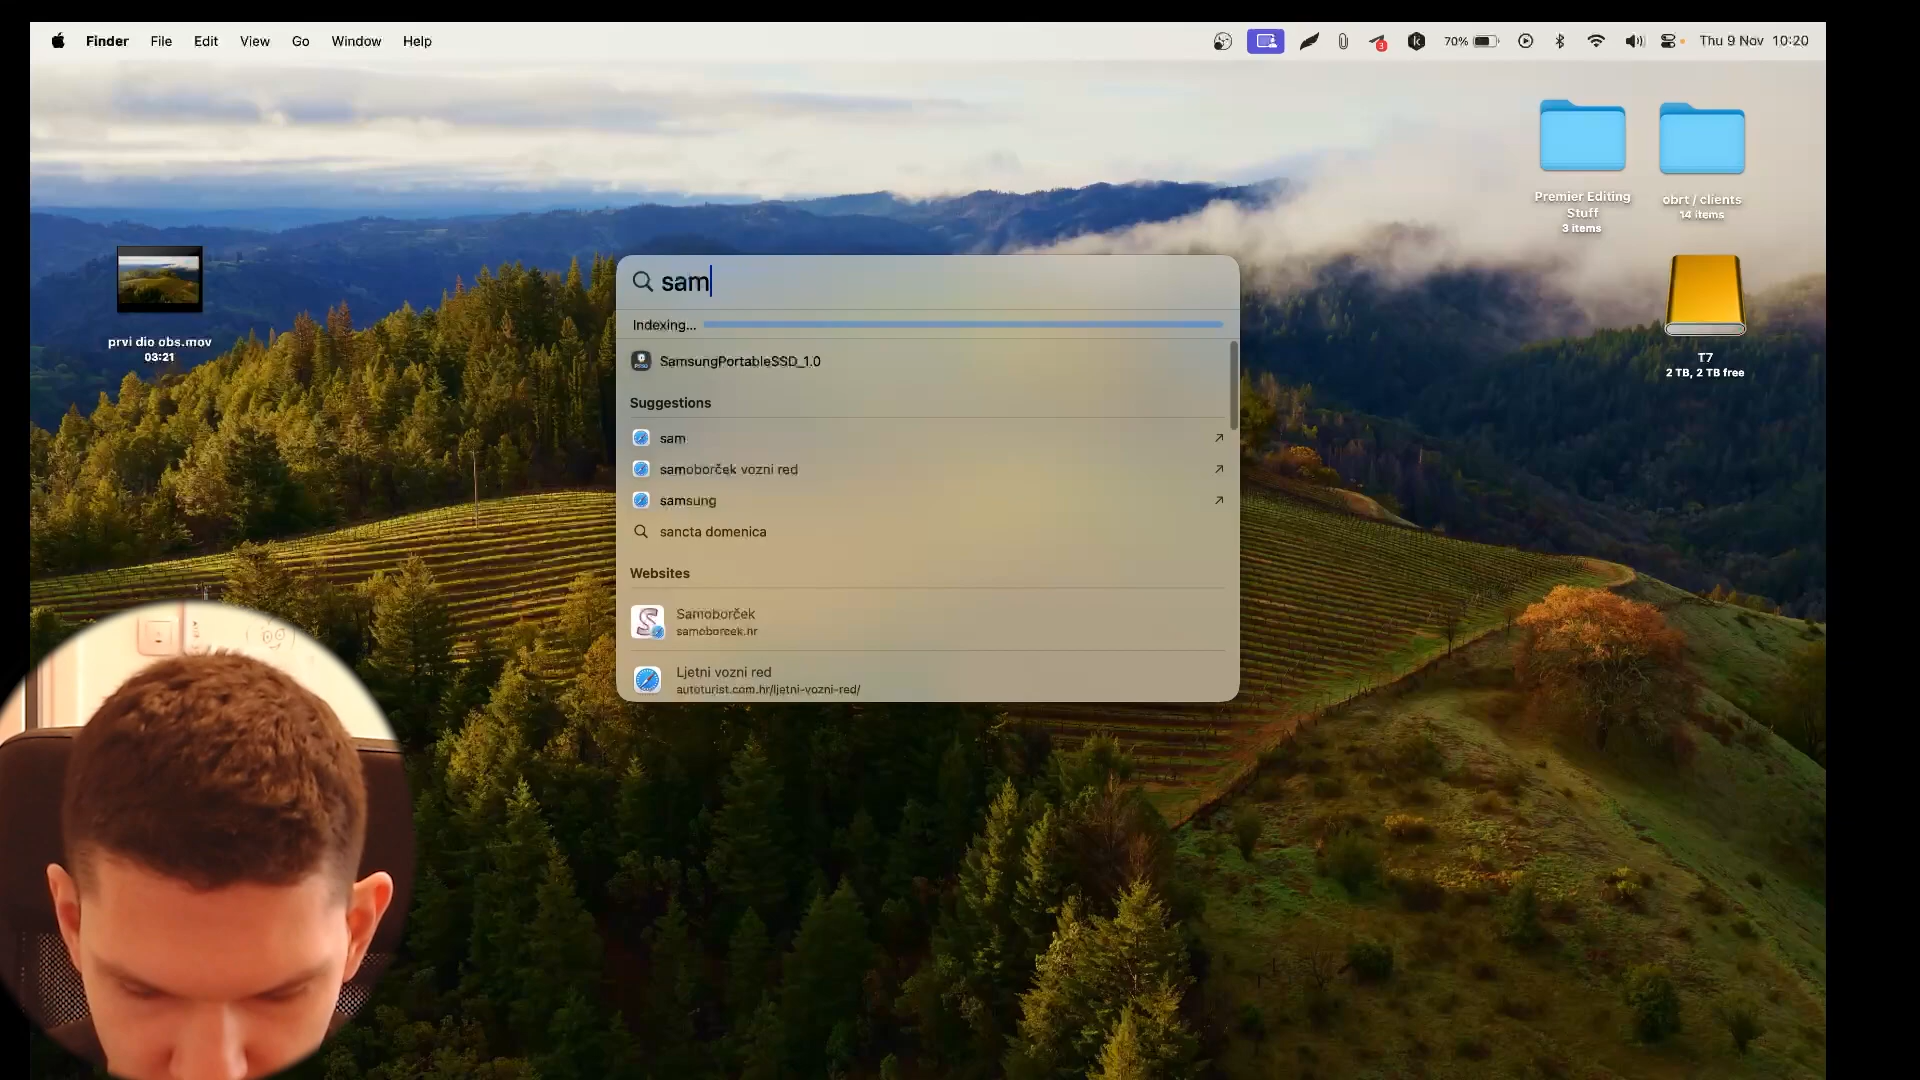 Finder File Edit View Go Window Help
3 70% Thu 9 Nov 10:20
Premier Editing
Stuff
3 items
obrt / clients
14 items
prvi dio obs.mov
03:21
T7
2 TB, 2 TB free
sam
Indexing...
SamsungPortableSSD_1.0
Suggestions
sam
samoborček vozni red
samsung
sancta domenica
Websites
Samoborček
samoborcek.hr
Ljetni vozni red
autoturist.com.hr/ljetni-vozni-red/